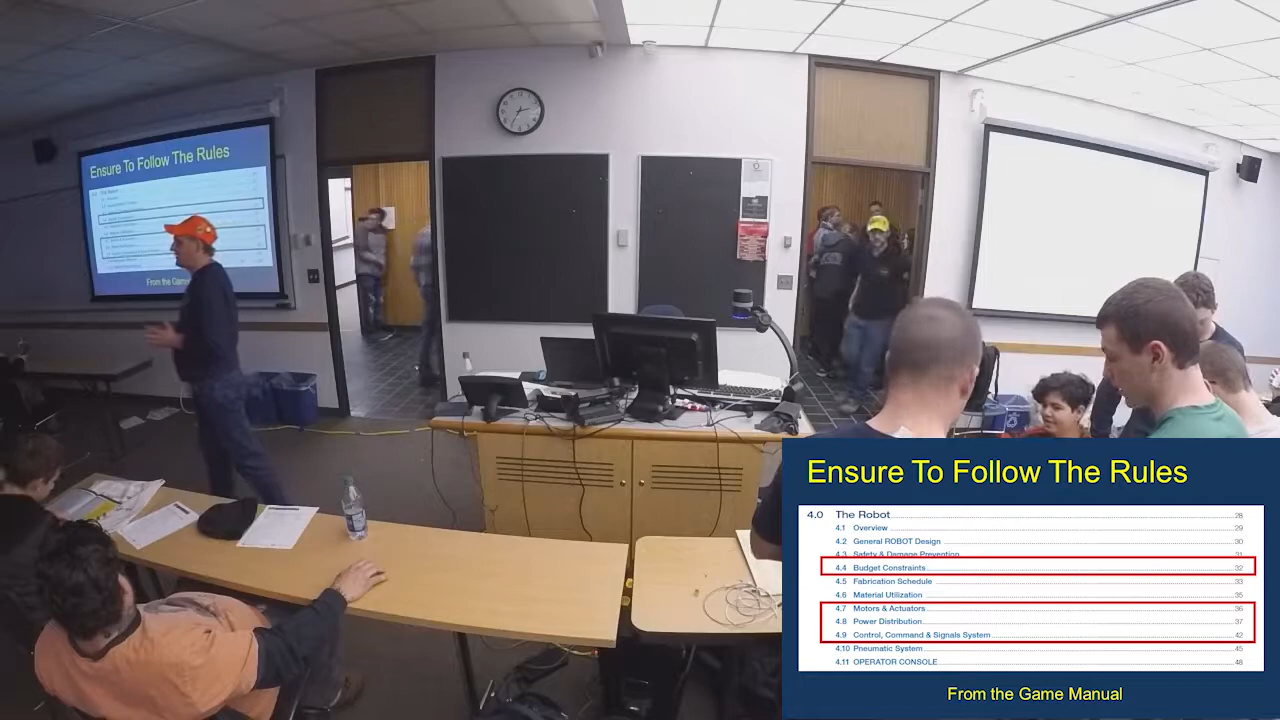 Ensure To Follow The Rules
From the Game
Ensure To Follow The Rules
4.0 The Robot 28
4.1 Overview 29
4.2 General ROBOT Design 30
4.3 Safety & Damage Prevention 31
4.4 Budget Constraints 32
4.5 Fabrication Schedule 33
4.6 Material Utilization 35
4.7 Motors & Actuators 36
4.8 Power Distribution 37
4.9 Control, Command & Signals System 42
4.10 Pneumatic System 45
4.11 OPERATOR CONSOLE 48
From the Game Manual